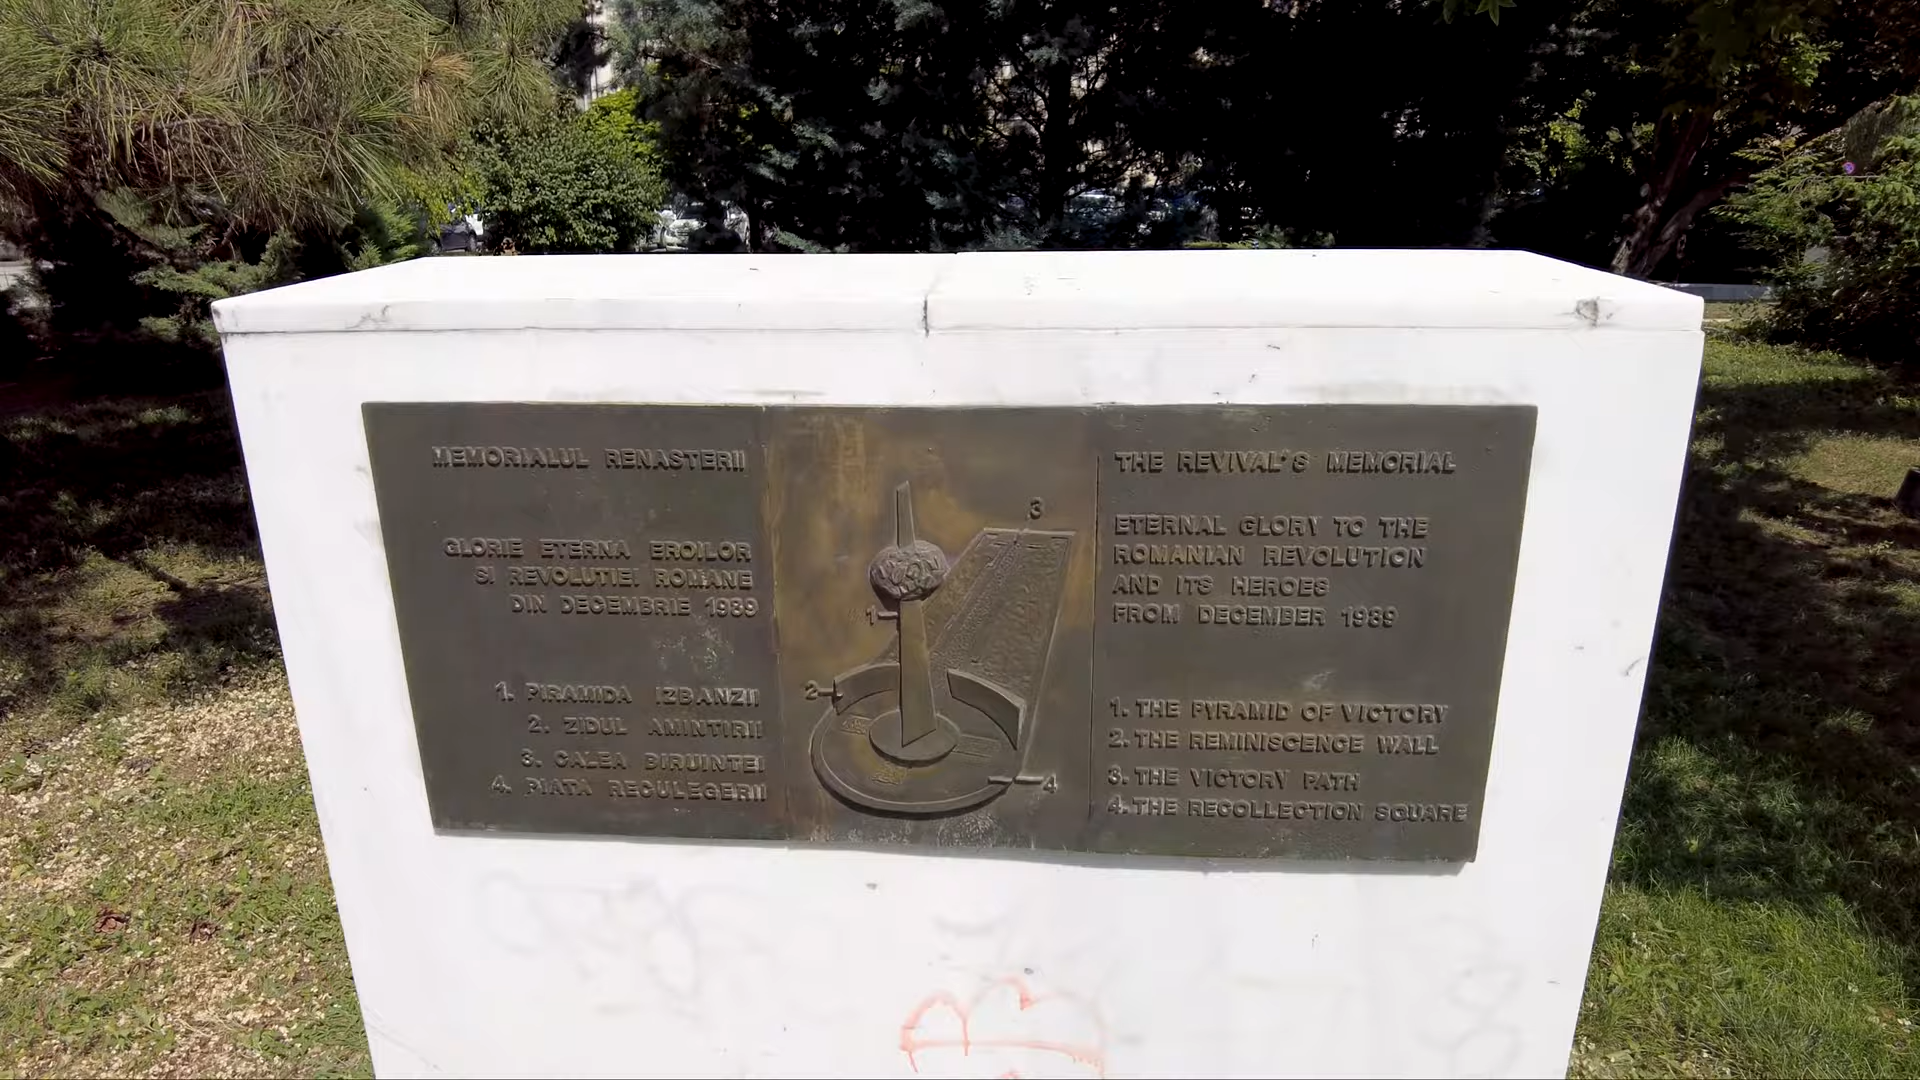 MEMORIALUL RENASTERII
GLORIE ETERNA EROILOR
SI REVOLUTIEI ROMANE
DIN DECEMBRIE 1989
1. PIRAMIDA IZBANZII
2. ZIDUL AMINTIRII
3. CALEA BIRUINTEI
4. PIATA RECULEGERII
3
1
2
4
THE REVIVAL'S MEMORIAL
ETERNAL GLORY TO THE
ROMANIAN REVOLUTION
AND ITS HEROES
FROM DECEMBER 1989
1. THE PYRAMID OF VICTORY
2. THE REMINISCENCE WALL
3. THE VICTORY PATH
4. THE RECOLLECTION SQUARE